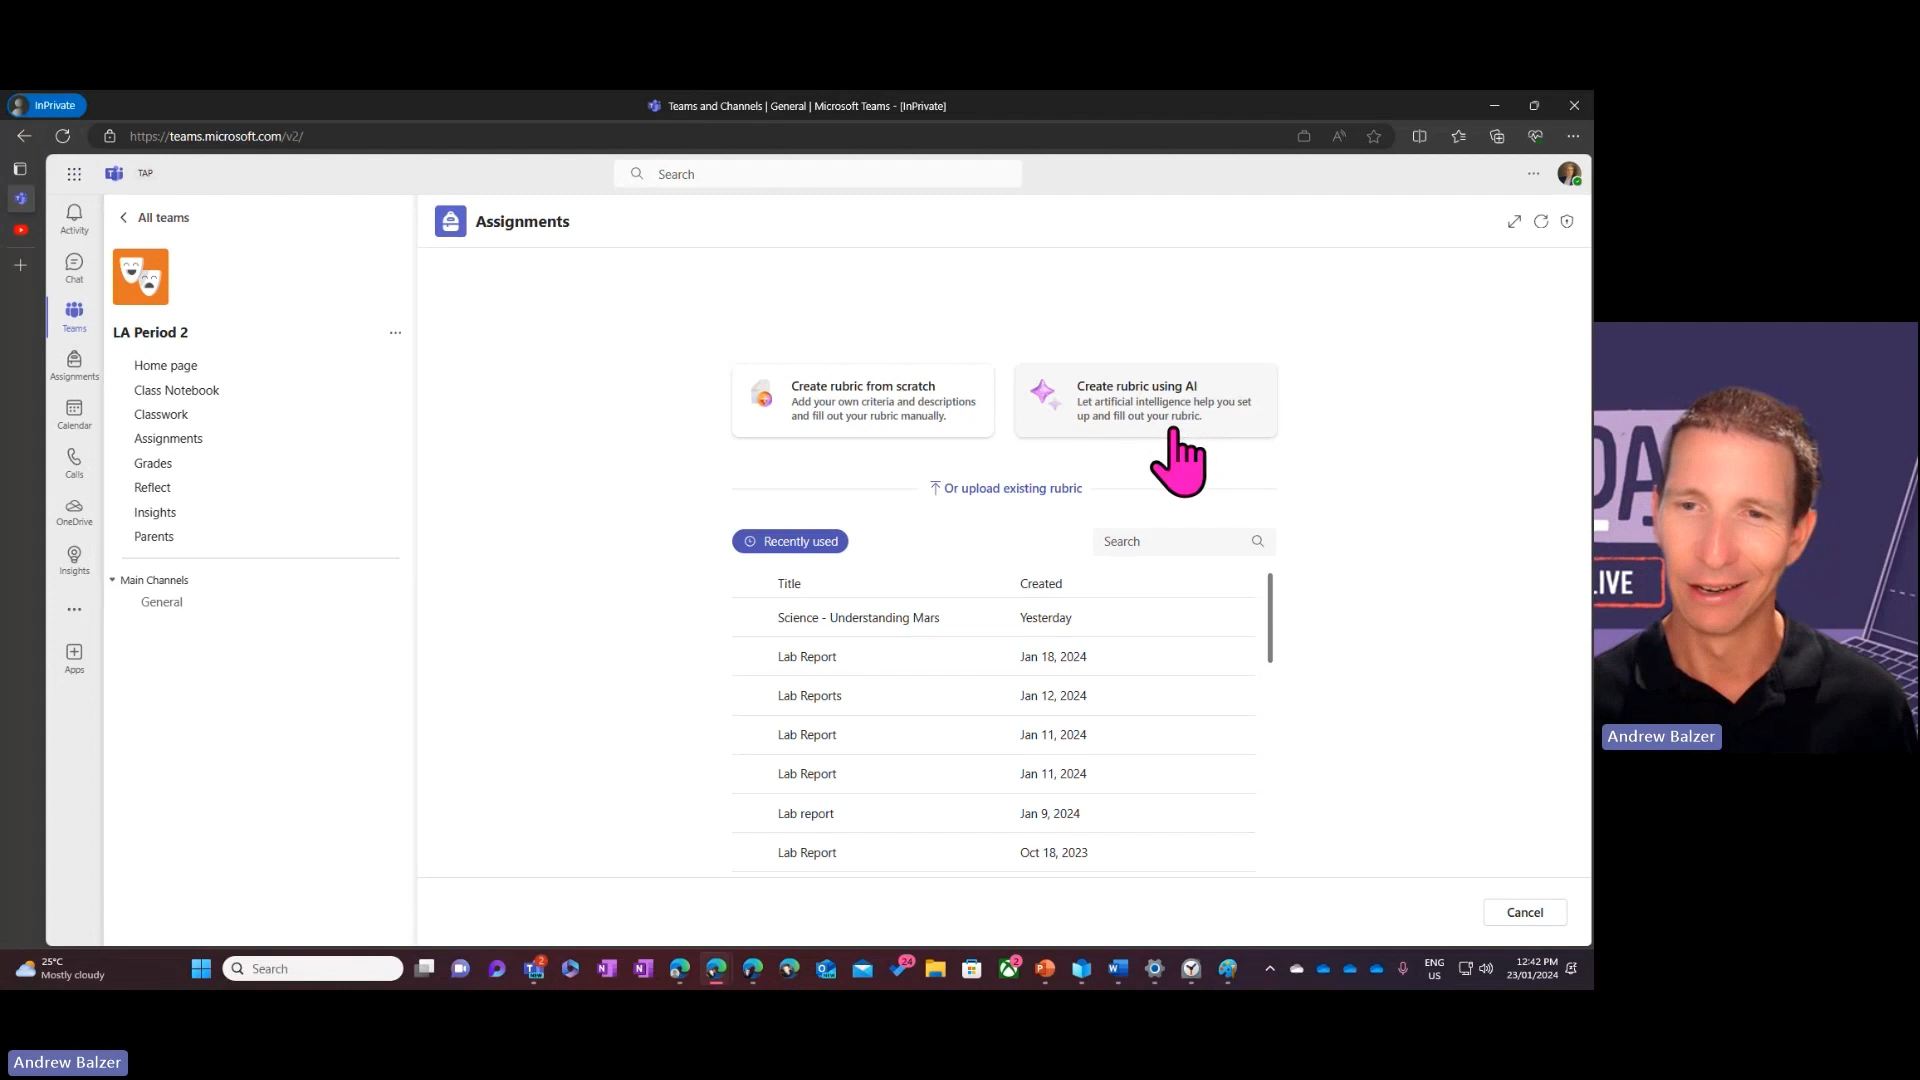 InPrivate
Teams and Channels | General | Microsoft Teams - [InPrivate]
https://teams.microsoft.com/v2/
TAP
Search
Activity
Chat
Teams
Assignments
Calendar
Calls
OneDrive
Insights
Apps
All teams
LA Period 2
Home page
Class Notebook
Classwork
Assignments
Grades
Reflect
Insights
Parents
Main Channels
General
Assignments
Create rubric from scratch
Add your own criteria and descriptions
and fill out your rubric manually.
Create rubric using AI
Let artificial intelligence help you set
up and fill out your rubric.
Or upload existing rubric
Recently used
Search
Title Created
Science - Understanding Mars Yesterday
Lab Report Jan 18, 2024
Lab Reports Jan 12, 2024
Lab Report Jan 11, 2024
Lab Report Jan 11, 2024
Lab report Jan 9, 2024
Lab Report Oct 18, 2023
Cancel
LIVE
Andrew Balzer
25°C
Mostly cloudy
Search
2
24
2
ENG
US
12:42 PM
23/01/2024
Andrew Balzer